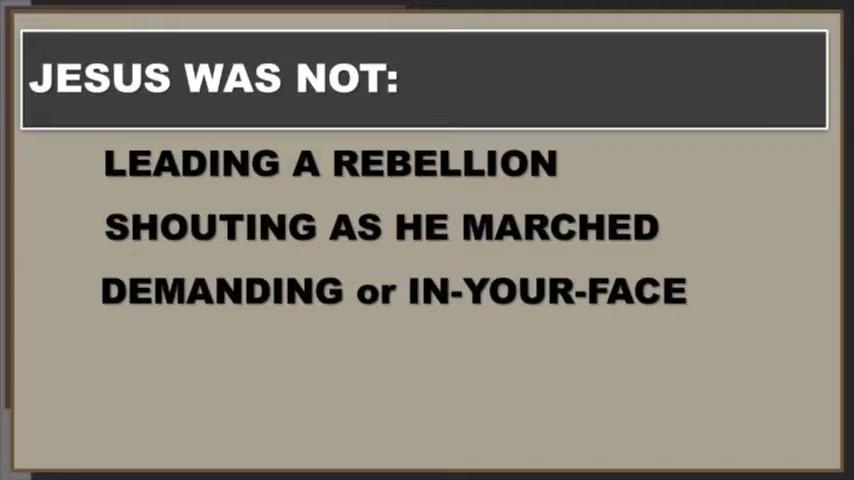 JESUS WAS NOT:
LEADING A REBELLION
SHOUTING AS HE MARCHED
DEMANDING or IN-YOUR-FACE